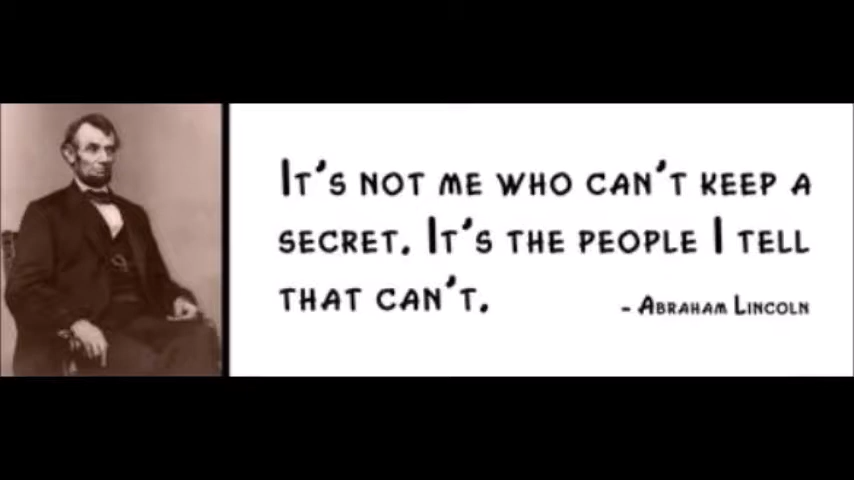 It's not me who can't keep a
secret. It's the people I tell
that can't.
- Abraham Lincoln